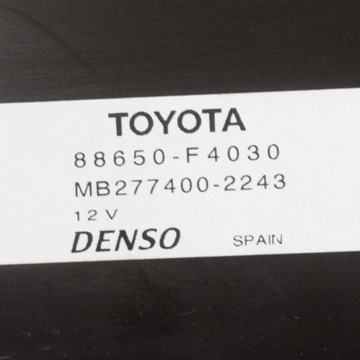 TOYOTA
88650-F4030
MB277400-2243
12V
DENSO SPAIN